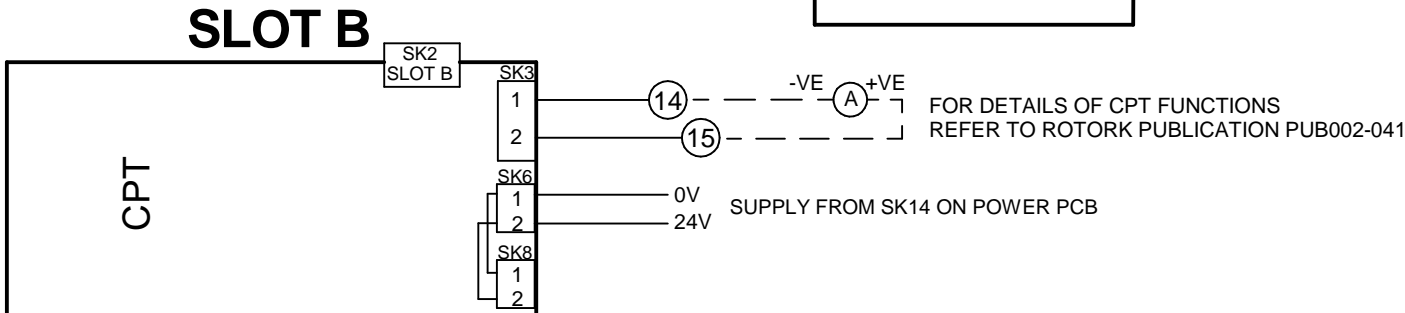 SLOT B
SK2
SLOT B
SK3
1
14
-VE
A
+VE
FOR DETAILS OF CPT FUNCTIONS
2
15
REFER TO ROTORK PUBLICATION PUB002-041
CPT
SK6
1
0V
SUPPLY FROM SK14 ON POWER PCB
2
24V
SK8
1
2